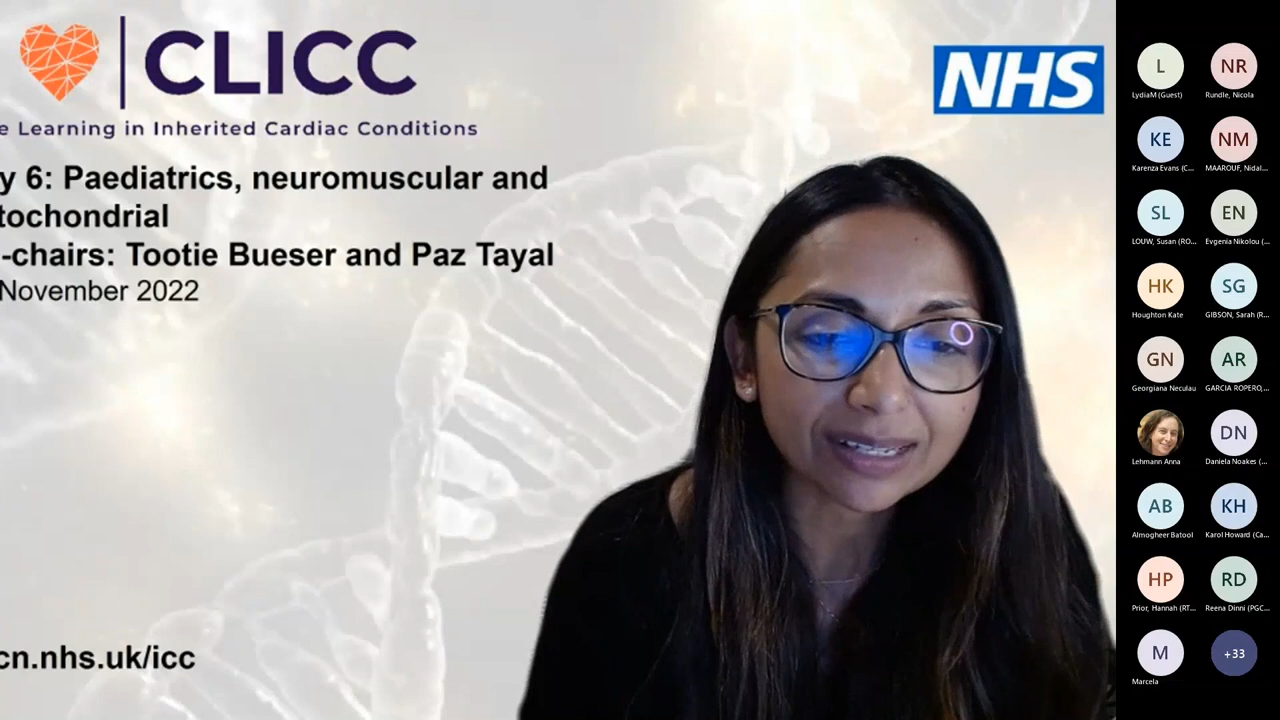 CLICC
e Learning in Inherited Cardiac Conditions
NHS
y 6: Paediatrics, neuromuscular and
tochondrial
-chairs: Tootie Bueser and Paz Tayal
November 2022
cn.nhs.uk/icc
L
LydiaM (Guest)
NR
Rundle, Nicola
KE
Karenza Evans (C...
NM
MAAROUF, Nidal...
SL
LOUW, Susan (RO...
EN
Evgenia Nikolou (...
HK
Houghton Kate
SG
GIBSON, Sarah (R...
GN
Georgiana Neculau
AR
GARCIA ROPERO,...
Lehmann Anna
DN
Daniela Noakes (...
AB
Almogheer Batool
KH
Karol Howard (Ca...
HP
Prior, Hannah (RT...
RD
Reena Dinni (PGC...
M
Marcela
+33